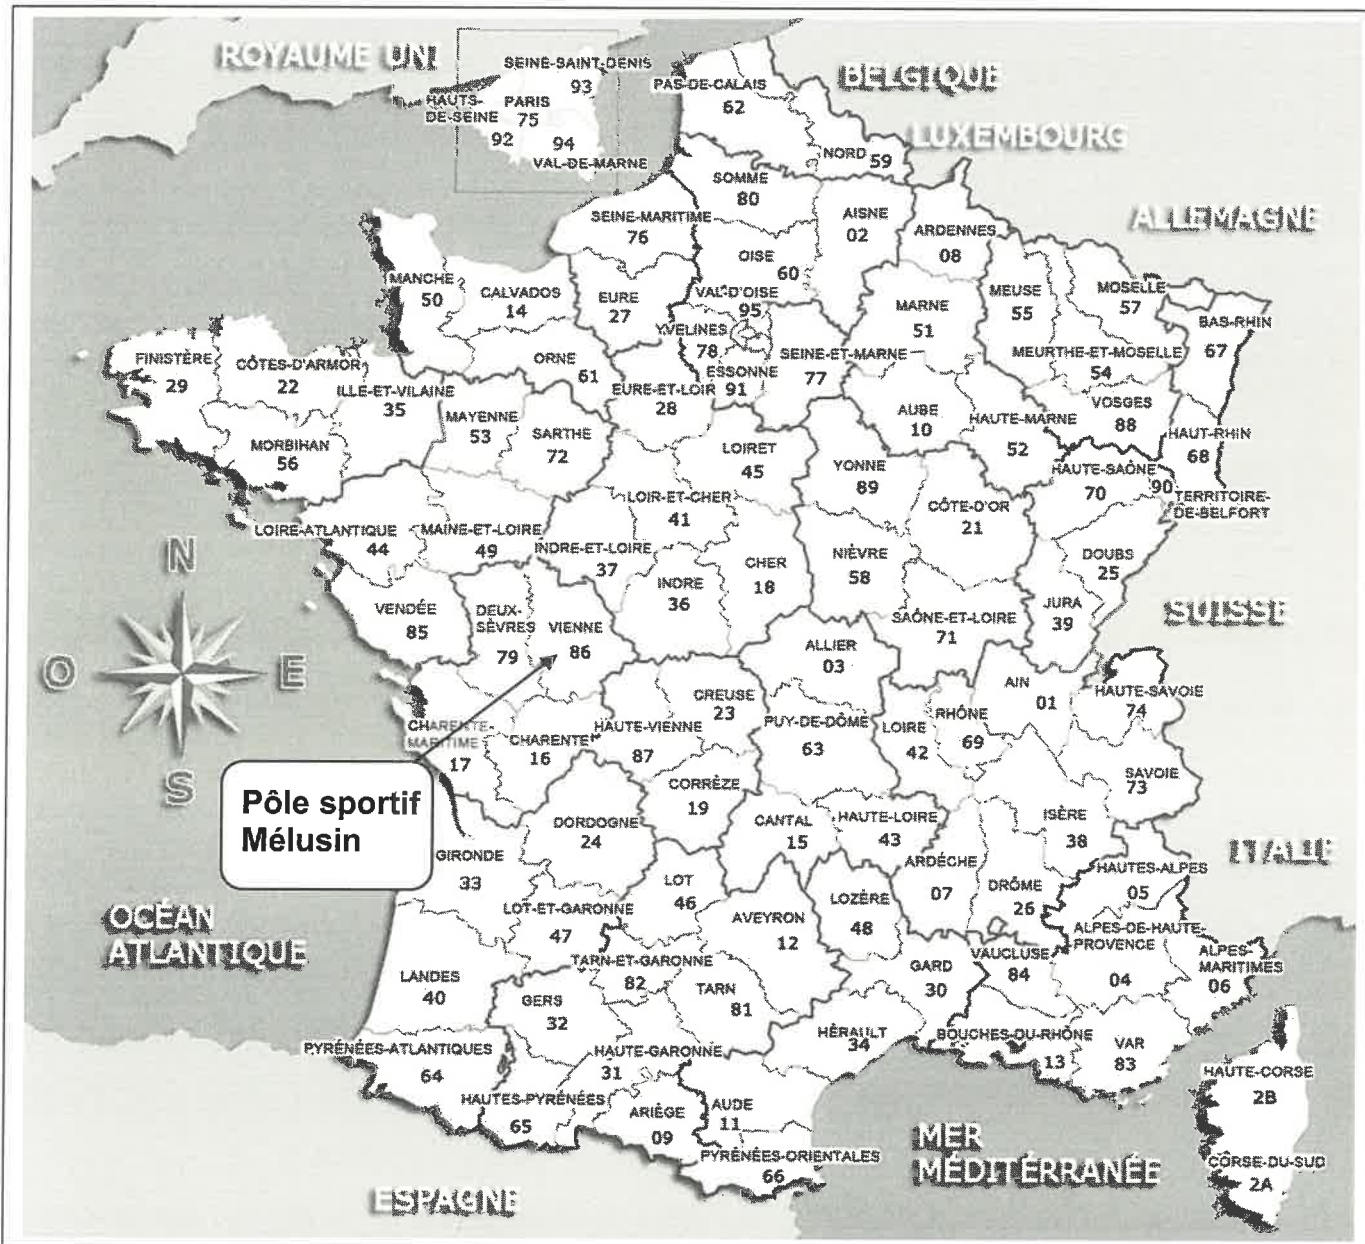 ROYAUME UNI
SEINE-SAINT-DENIS
93
HAUTS-
DE-SEINE
92
PARIS
75
94
VAL-DE-MARNE
PAS-DE-CALAIS
62
BELGIQUE
LUXEMBOURG
NORD 59
ALLEMAGNE
SOMME
80
AISNE
02
ARDENNES
08
SEINE-MARITIME
76
OISE
60
MANCHE
50
CALVADOS
14
EURE
27
VAL-D'OISE
95
YVELINES
78
ESSONNE
91
SEINE-ET-MARNE
77
MARNE
51
MEUSE
55
MOSELLE
57
BAS-RHIN
67
MEURTHE-ET-MOSELLE
54
FINISTÈRE
29
CÔTES-D'ARMOR
22
ILLE-ET-VILAINE
35
ORNE
61
EURE-ET-LOIR
28
AUBE
10
HAUTE-MARNE
52
VOSGES
88
HAUT-RHIN
68
MORBIHAN
56
MAYENNE
53
SARTHE
72
LOIRET
45
YONNE
89
HAUTE-SAÔNE
70
90
TERRITOIRE-
DE-BELFORT
LOIR-ET-CHER
41
CÔTE-D'OR
21
LOIRE-ATLANTIQUE
44
MAINE-ET-LOIRE
49
INDRE-ET-LOIRE
37
INDRE
36
CHER
18
NIÈVRE
58
DOUBS
25
JURA
39
SUISSE
N
O
E
S
VENDÉE
85
DEUX-
SÈVRES
79
VIENNE
86
SAÔNE-ET-LOIRE
71
ALLIER
03
AIN
01
HAUTE-SAVOIE
74
CREUSE
23
CHARENTE-
MARITIME
17
CHARENTE
16
HAUTE-VIENNE
87
PUY-DE-DÔME
63
LOIRE
42
RHÔNE
69
SAVOIE
73
CORRÈZE
19
ISÈRE
38
Pôle sportif
Mélusin
DORDOGNE
24
CANTAL
15
HAUTE-LOIRE
43
ITALIE
GIRONDE
33
ARDÉCHE
07
DRÔME
26
HAUTES-ALPES
05
LOT
46
LOZÈRE
48
OCÉAN
ATLANTIQUE
LOT-ET-GARONNE
47
AVEYRON
12
ALPES-DE-HAUTE-
PROVENCE
04
ALPES-
MARITIMES
06
TARN-ET-GARONNE
82
VAUCLUSE
84
GARD
30
LANDES
40
GERS
32
TARN
81
HÉRAULT
34
BOUCHES-DU-RHÔNE
13
VAR
83
PYRÉNÉES-ATLANTIQUES
64
HAUTE-GARONNE
31
HAUTES-PYRÉNÉES
65
ARIÈGE
09
AUDE
11
HAUTE-CORSE
2B
MER
MÉDITÉRRANÉE
PYRÉNÉES-ORIENTALES
66
CORSE-DU-SUD
2A
ESPAGNE